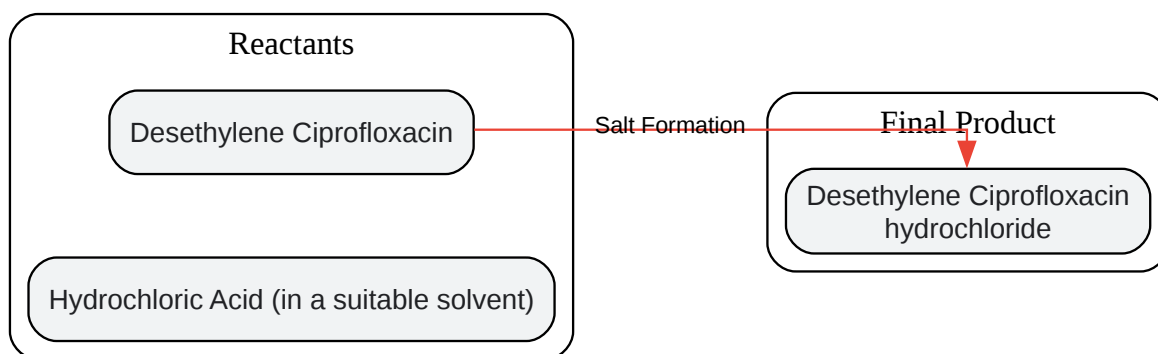 Reactants
Desethylene Ciprofloxacin
Salt Formation
Final Product
Desethylene Ciprofloxacin
hydrochloride
Hydrochloric Acid (in a suitable solvent)